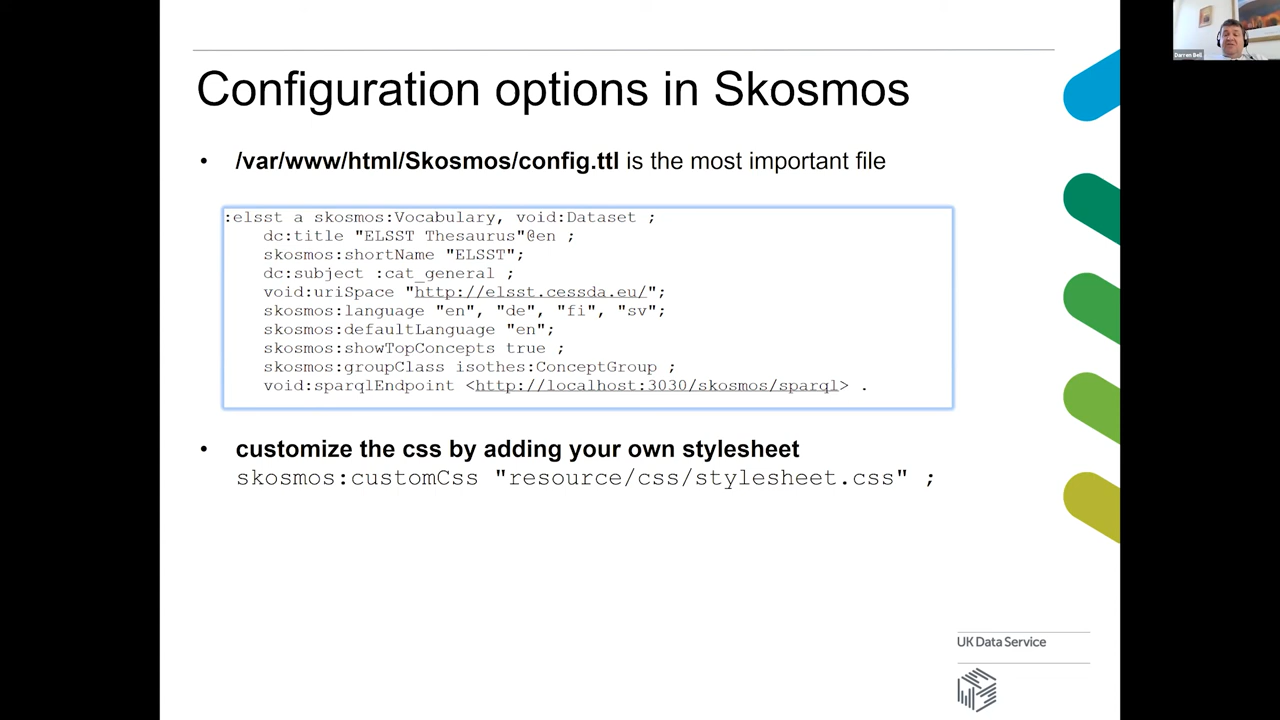 Darren Bell
Configuration options in Skosmos
• /var/www/html/Skosmos/config.ttl is the most important file
:elsst a skosmos:Vocabulary, void:Dataset ;
dc:title "ELSST Thesaurus"@en ;
skosmos:shortName "ELSST";
dc:subject :cat_general ;
void:uriSpace "http://elsst.cessda.eu/";
skosmos:language "en", "de", "fi", "sv";
skosmos:defaultLanguage "en";
skosmos:showTopConcepts true ;
skosmos:groupClass isothes:ConceptGroup ;
void:sparqlEndpoint <http://localhost:3030/skosmos/sparql> .
• customize the css by adding your own stylesheet
skosmos:customCss "resource/css/stylesheet.css" ;
UK Data Service